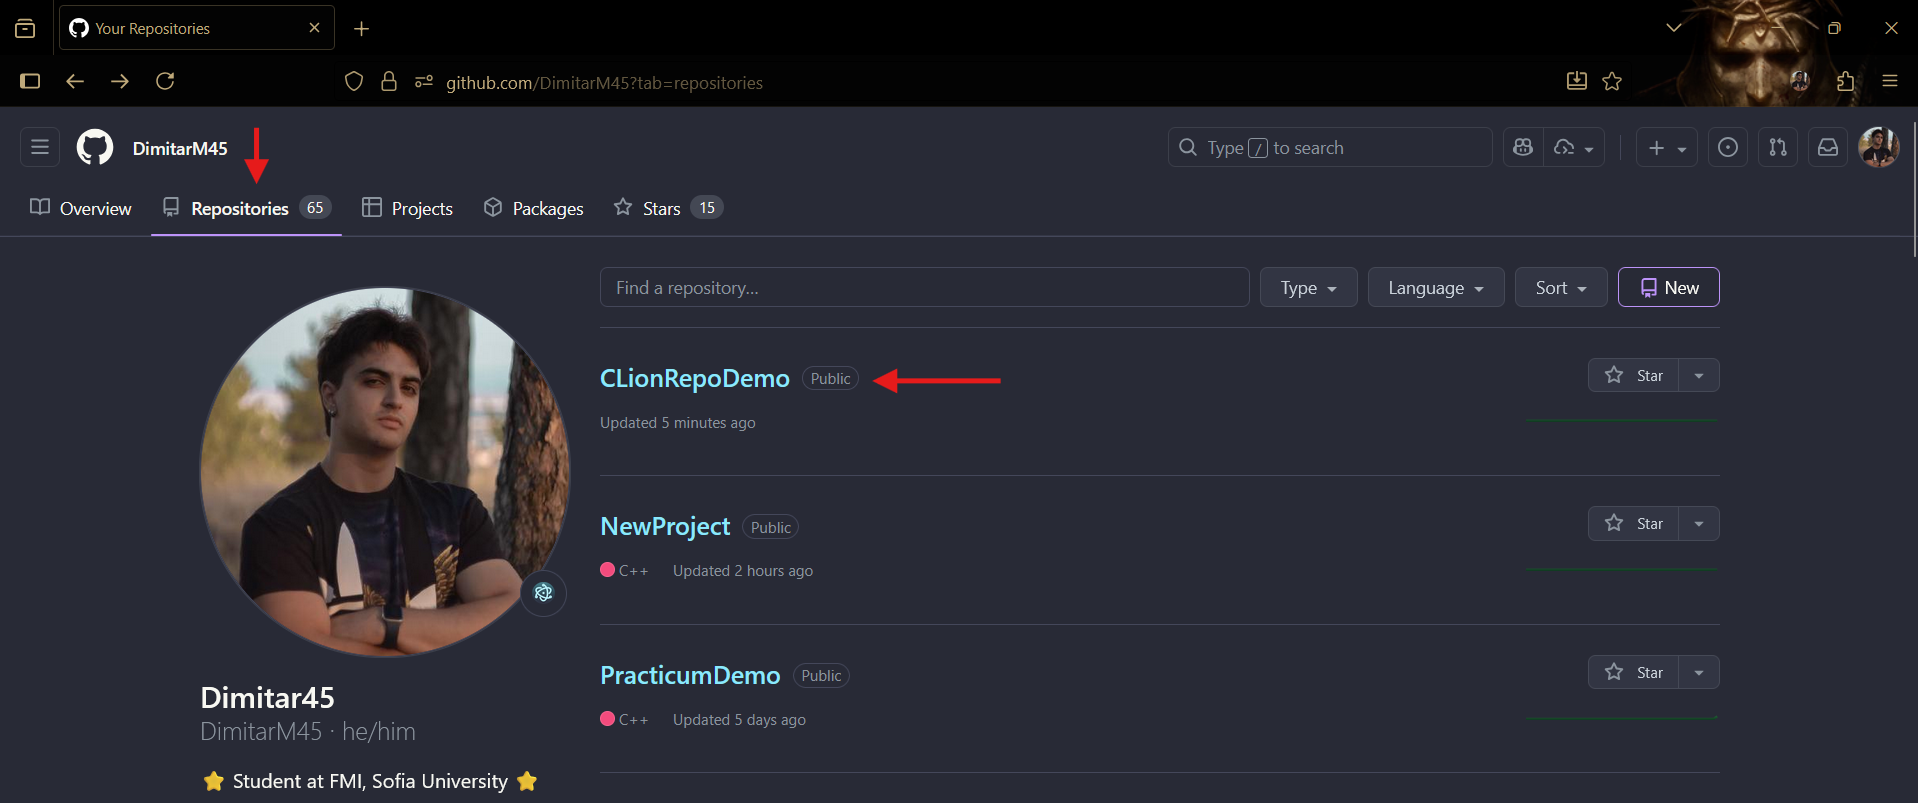 Your Repositories
github.com/DimitarM45?tab=repositories
DimitarM45
Type / to search
Overview
Repositories 65
Projects
Packages
Stars 15
Find a repository...
Type
Language
Sort
New
CLionRepoDemo Public
Star
Updated 5 minutes ago
NewProject Public
Star
C++ Updated 2 hours ago
PracticumDemo Public
Star
C++ Updated 5 days ago
Dimitar45
DimitarM45 · he/him
⭐ Student at FMI, Sofia University ⭐